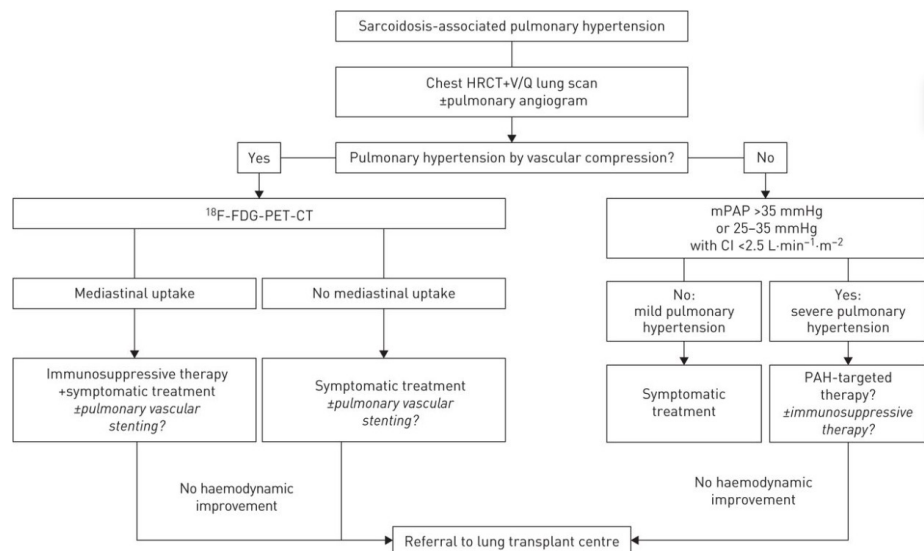 Sarcoidosis-associated pulmonary hypertension
Chest HRCT+V/Q lung scan
±pulmonary angiogram
Yes
Pulmonary hypertension by vascular compression?
No
¹⁸F-FDG-PET-CT
mPAP >35 mmHg
or 25–35 mmHg
with CI <2.5 L·min⁻¹·m⁻²
Mediastinal uptake
No mediastinal uptake
No:
mild pulmonary
hypertension
Yes:
severe pulmonary
hypertension
Immunosuppressive therapy
+symptomatic treatment
±pulmonary vascular
stenting?
Symptomatic treatment
±pulmonary vascular
stenting?
Symptomatic
treatment
PAH-targeted
therapy?
±immunosuppressive
therapy?
No haemodynamic
improvement
No haemodynamic
improvement
Referral to lung transplant centre